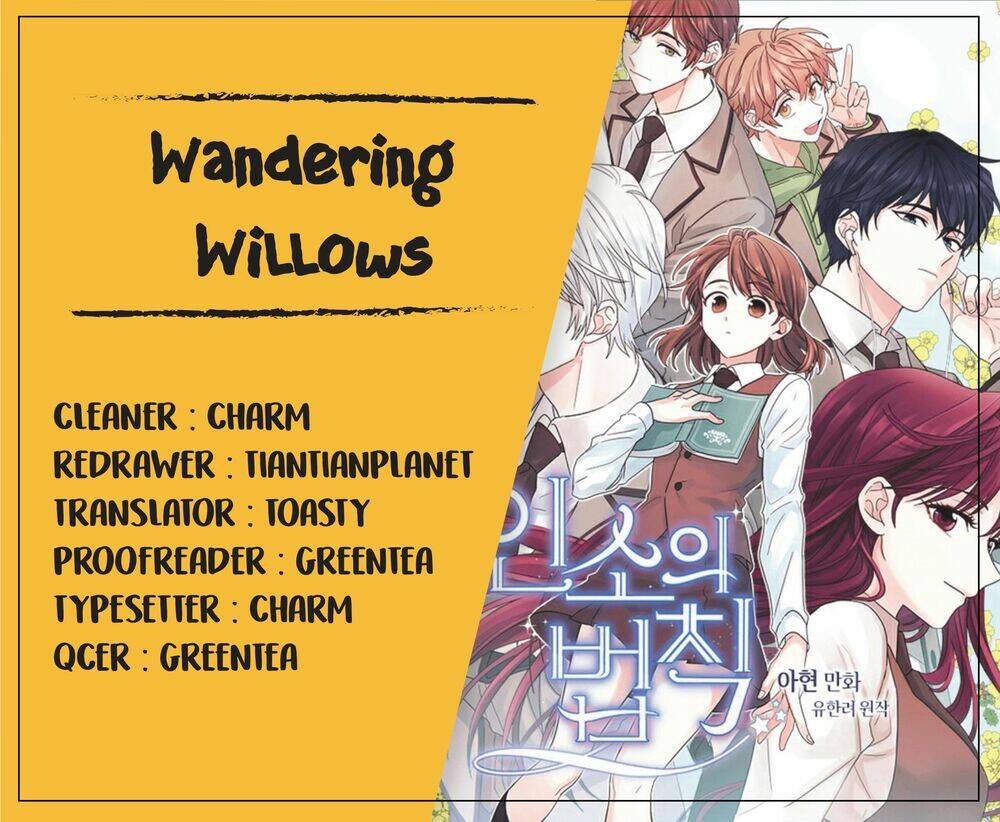 Wandering
Willows
CLEANER : CHARM
REDRAWER : TIANTIANPLANET
TRANSLATOR : TOASTY
PROOFREADER : GREENTEA
TYPESETTER : CHARM
QCER : GREENTEA
인소의
법칙
아현 만화
유한려 원작